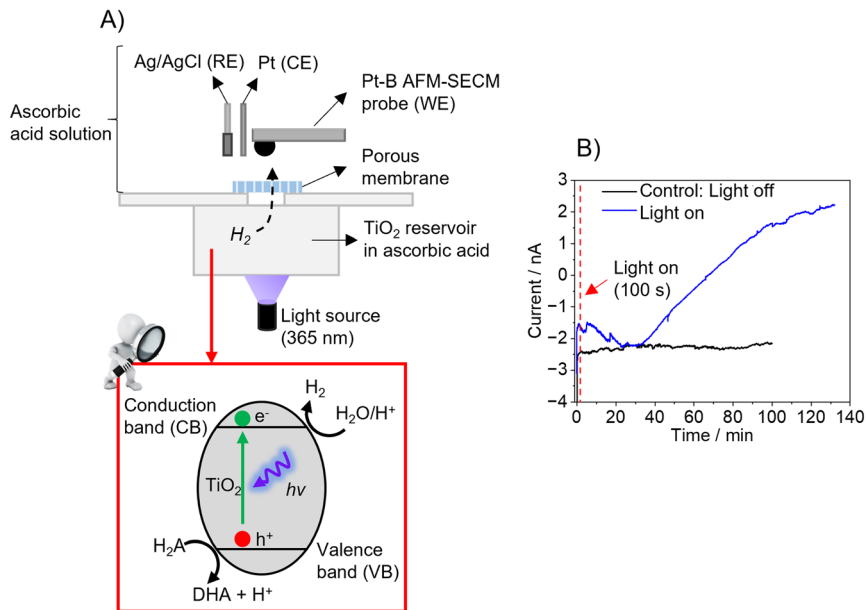 A)
Ag/AgCl (RE)
Pt (CE)
Pt-B AFM-SECM
probe (WE)
Ascorbic
acid solution
Porous
membrane
H₂
TiO₂ reservoir
in ascorbic acid
Light source
(365 nm)
Conduction
band (CB)
e⁻
H₂
H₂O/H⁺
TiO₂
hν
H₂A
h⁺
Valence
band (VB)
DHA + H⁺
B)
Control: Light off
Light on
Light on
(100 s)
Current / nA
3
2
1
0
−1
−2
−3
−4
0 20 40 60 80 100 120 140
Time / min